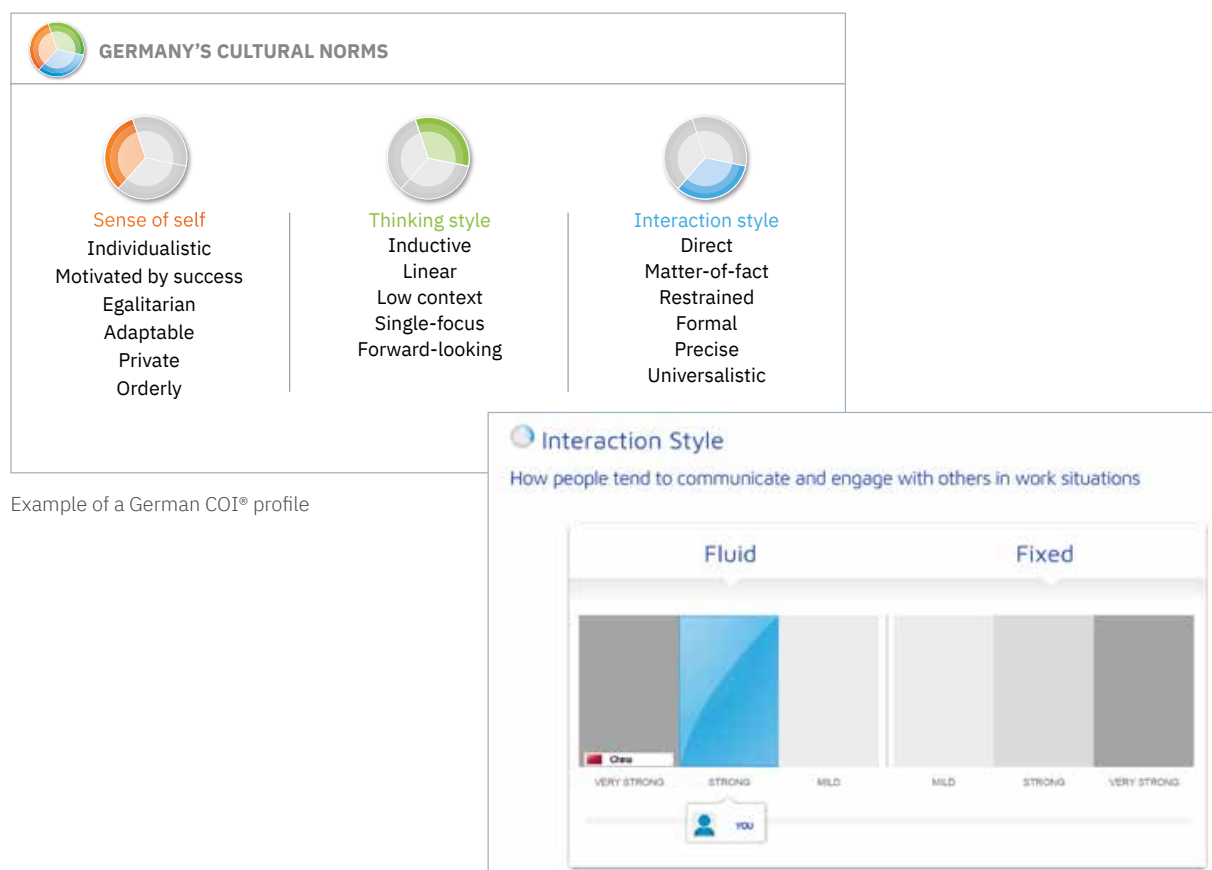 GERMANY’S CULTURAL NORMS
Sense of self
Individualistic
Motivated by success
Egalitarian
Adaptable
Private
Orderly
Thinking style
Inductive
Linear
Low context
Single-focus
Forward-looking
Interaction style
Direct
Matter-of-fact
Restrained
Formal
Precise
Universalistic
Example of a German COI® profile
Interaction Style
How people tend to communicate and engage with others in work situations
Fluid Fixed
China
VERY STRONG STRONG MILD MILD STRONG VERY STRONG
YOU